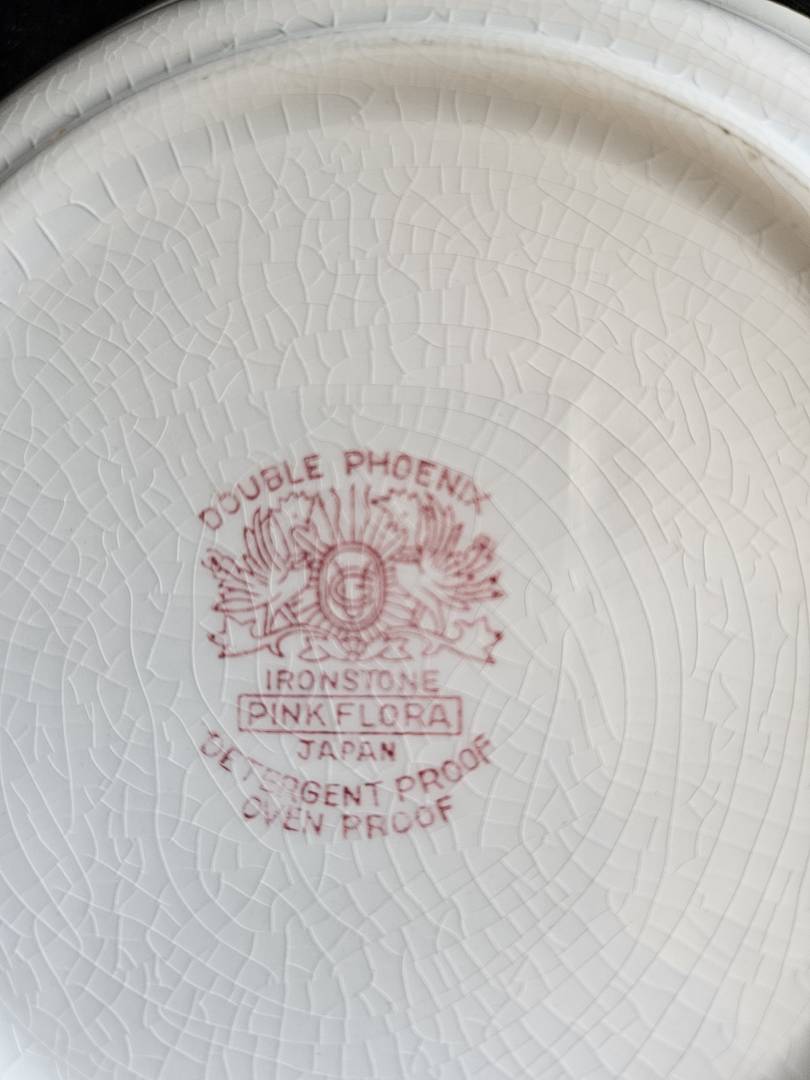 DOUBLE PHOENIX
IRONSTONE
PINK FLORA
JAPAN
DETERGENT PROOF
OVEN PROOF